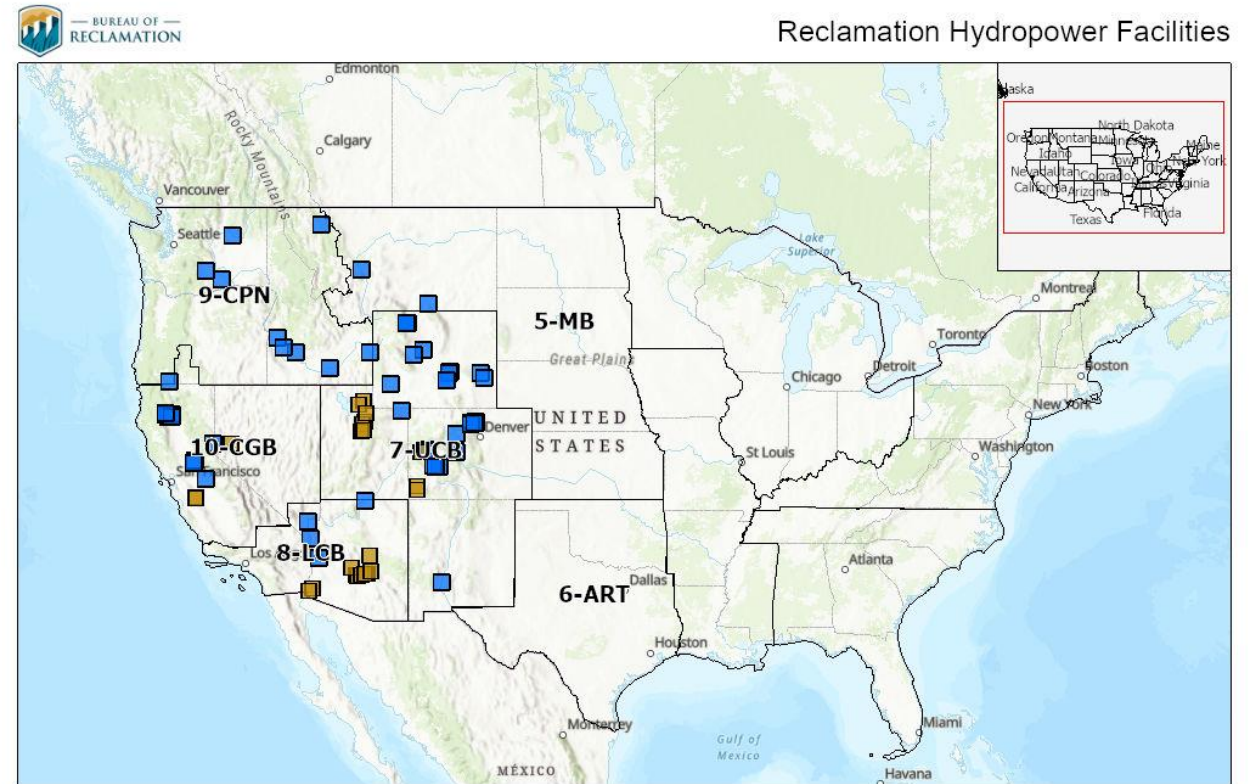 BUREAU OF
RECLAMATION
Reclamation Hydropower Facilities
Edmonton
Calgary
Rocky Mountains
Vancouver
Seattle
9-CPN
5-MB
Great Plains
Lake
Superior
Montreal
Toronto
Detroit
Boston
Chicago
New York
UNITED
STATES
Denver
7-UCB
10-CGB
San Francisco
St Louis
Washington
Los
8-LCB
6-ART
Dallas
Atlanta
Houston
Monterrey
Miami
Gulf of
Mexico
MÉXICO
Havana
laska
North Dakota
Oregon
Montana
Idaho
Iowa
Maine
New York
Nevada
Utah
Colorado
Virginia
California
Arizona
Texas
Florida